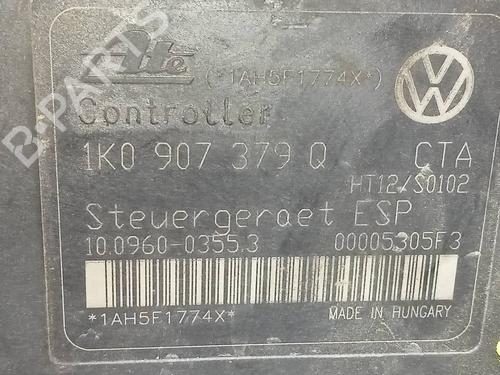 Ate (*1AH5F1774X*)
Controller
1K0 907 379 Q CTA
HT12/S0102
Steuergeraet ESP
10.0960-0355.3 00005305F3
*1AH5F1774X* MADE IN HUNGARY
B-PARTS